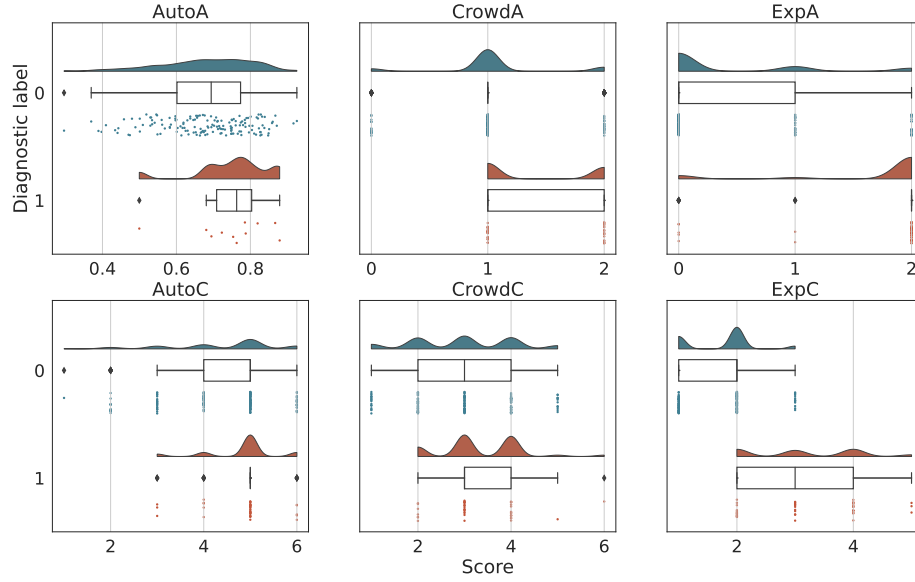 AutoA CrowdA ExpA
Diagnostic label
0
1
0.4 0.6 0.8 0 1 2 0 1 2
AutoC CrowdC ExpC
0
1
2 4 6 2 4 6 2 4
Score